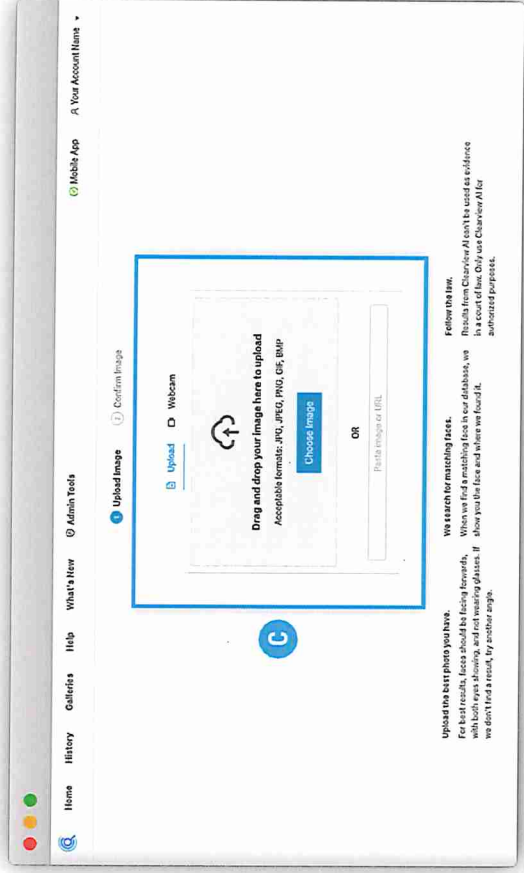 Home History Galleries Help What's New Admin Tools Mobile App Your Account Name
1 Upload Image 2 Confirm Image
Upload Webcam
Drag and drop your image here to upload
Acceptable formats: JPG, JPEG, PNG, GIF, BMP
Choose Image
OR
Paste image or URL
C
Upload the best photo you have.
For best results, faces should be facing forwards,
with both eyes showing, and not wearing glasses. If
we don't find a result, try another angle.
We search for matching faces.
When we find a matching face in our database, we
show you the face and where we found it.
Follow the law.
Results from Clearview AI can't be used as evidence
in a court of law. Only use Clearview AI for
authorized purposes.